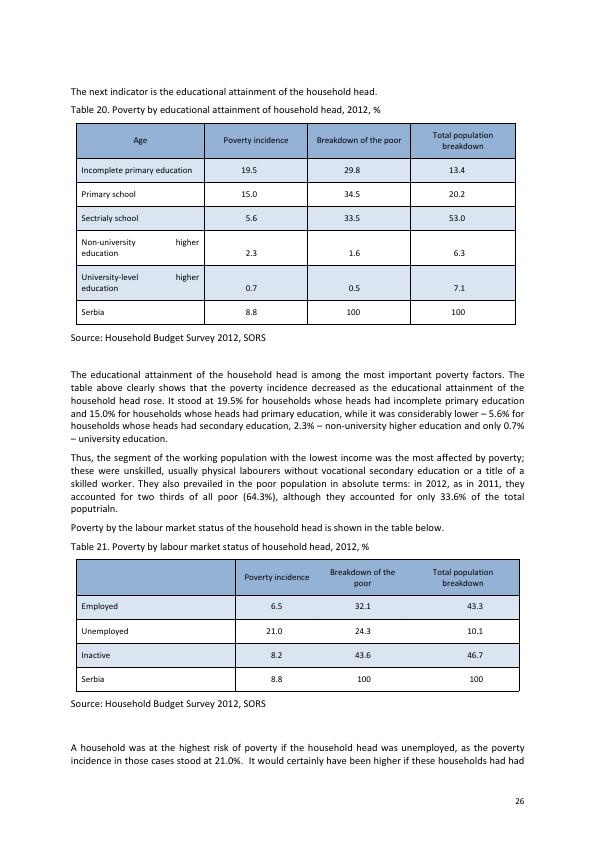 The next indicator is the educational attainment of the household head.
Table 20. Poverty by educational attainment of household head, 2012, %
Age Poverty incidence Breakdown of the poor Total population breakdown
Incomplete primary education 19.5 29.8 13.4
Primary school 15.0 34.5 20.2
Sectrialy school 5.6 33.5 53.0
Non-university higher education 2.3 1.6 6.3
University-level higher education 0.7 0.5 7.1
Serbia 8.8 100 100
Source: Household Budget Survey 2012, SORS
The educational attainment of the household head is among the most important poverty factors. The
table above clearly shows that the poverty incidence decreased as the educational attainment of the
household head rose. It stood at 19.5% for households whose heads had incomplete primary education
and 15.0% for households whose heads had primary education, while it was considerably lower – 5.6% for
households whose heads had secondary education, 2.3% – non-university higher education and only 0.7%
– university education.
Thus, the segment of the working population with the lowest income was the most affected by poverty;
these were unskilled, usually physical labourers without vocational secondary education or a title of a
skilled worker. They also prevailed in the poor population in absolute terms: in 2012, as in 2011, they
accounted for two thirds of all poor (64.3%), although they accounted for only 33.6% of the total
poputrialn.
Poverty by the labour market status of the household head is shown in the table below.
Table 21. Poverty by labour market status of household head, 2012, %
Poverty incidence Breakdown of the poor Total population breakdown
Employed 6.5 32.1 43.3
Unemployed 21.0 24.3 10.1
Inactive 8.2 43.6 46.7
Serbia 8.8 100 100
Source: Household Budget Survey 2012, SORS
A household was at the highest risk of poverty if the household head was unemployed, as the poverty
incidence in those cases stood at 21.0%. It would certainly have been higher if these households had had
26